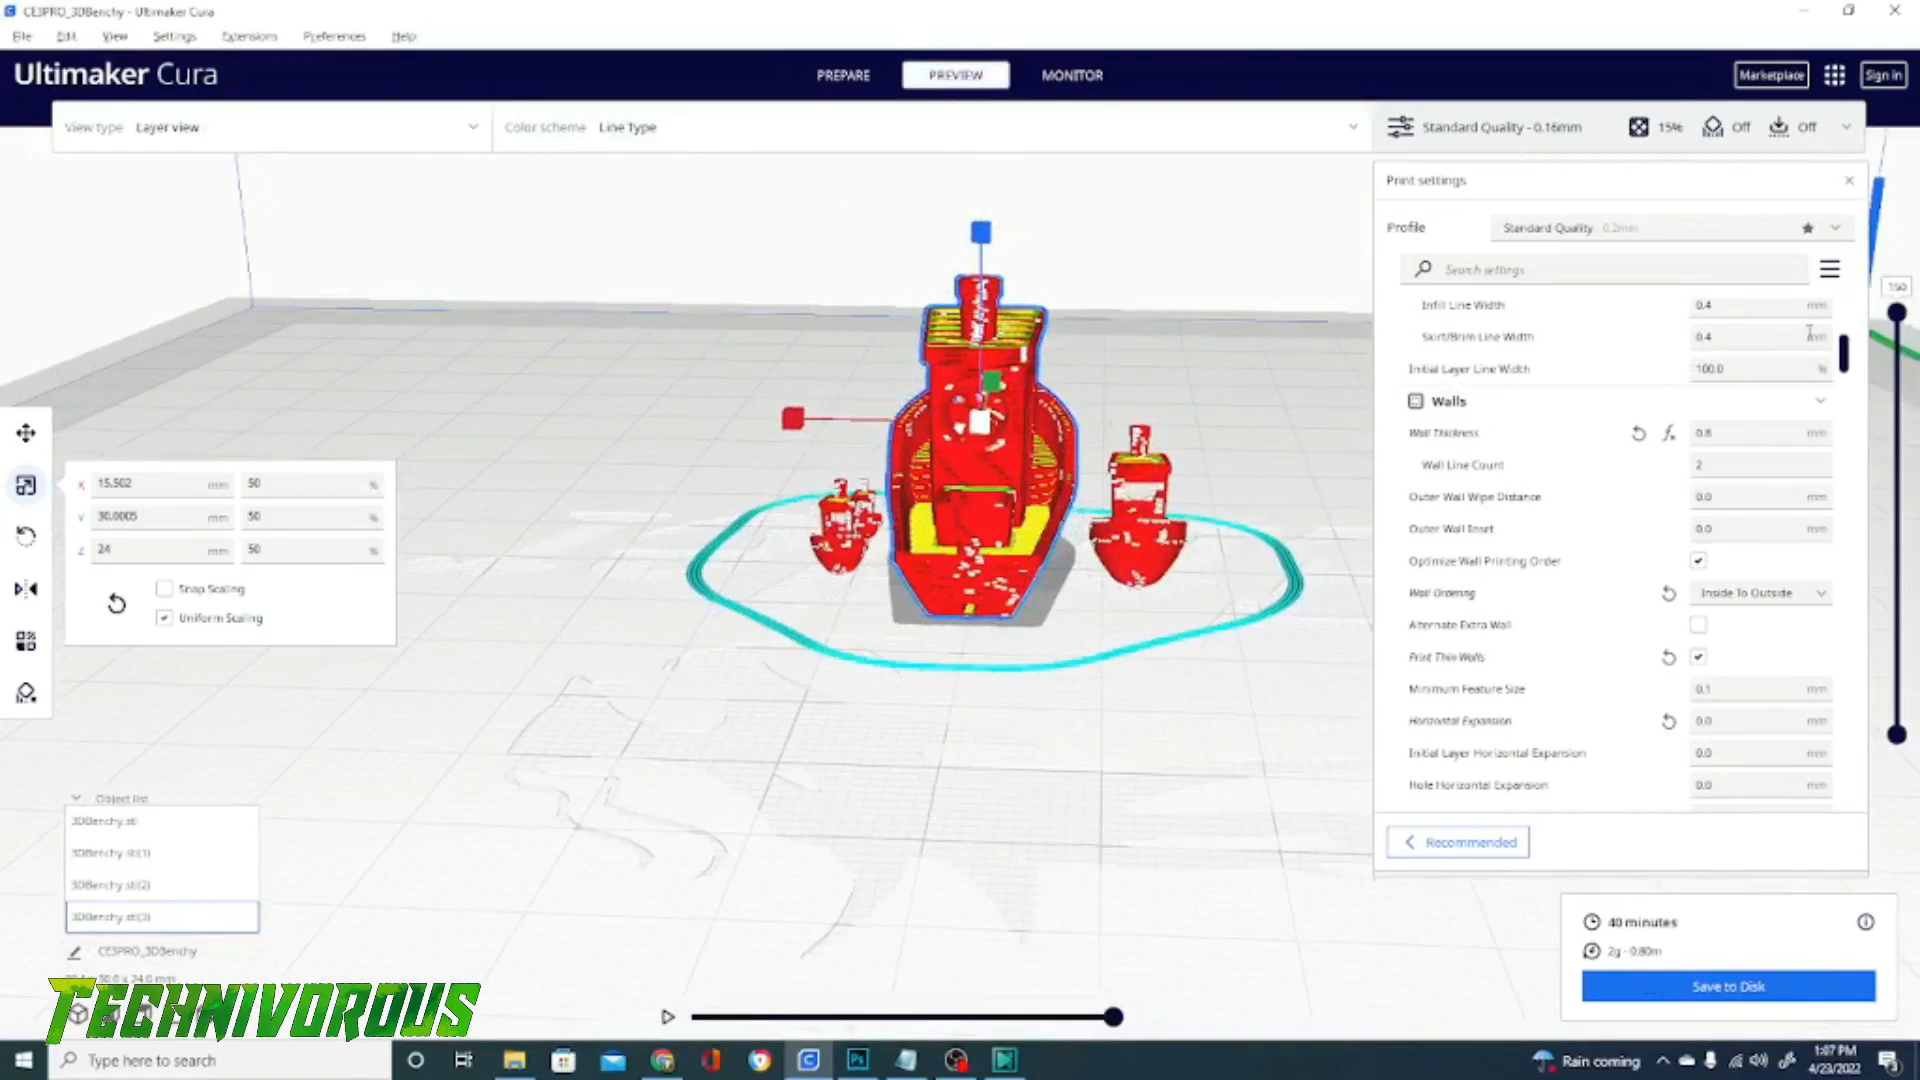 CE3PRO_3DBenchy - Ultimaker Cura
File Edit View Settings Extensions Preferences Help
Ultimaker Cura
PREPARE PREVIEW MONITOR
Marketplace Sign in
View type Layer view
Color scheme Line Type
Standard Quality - 0.16mm 15% Off Off
Print settings
Profile Standard Quality 0.2mm
Search settings
150
Infill Line Width 0.4 mm
Skirt/Brim Line Width 0.4 mm
Initial Layer Line Width 100.0 %
Walls
Wall Thickness 0.8 mm
Wall Line Count 2
Outer Wall Wipe Distance 0.0 mm
Outer Wall Inset 0.0 mm
Optimize Wall Printing Order
Wall Ordering Inside To Outside
Alternate Extra Wall
Print Thin Walls
Minimum Feature Size 0.1 mm
Horizontal Expansion 0.0 mm
Initial Layer Horizontal Expansion 0.0 mm
Hole Horizontal Expansion 0.0 mm
Recommended
X 15.502 mm 50 %
Y 30.0005 mm 50 %
Z 24 mm 50 %
Snap Scaling
Uniform Scaling
Object list
3DBenchy.stl
3DBenchy.stl(1)
3DBenchy.stl(2)
3DBenchy.stl(3)
CE3PRO_3DBenchy
x 30.0 x 24.0 mm
TECHNIVOROUS
40 minutes
2g - 0.80m
Save to Disk
Type here to search
Rain coming
1:07 PM
4/23/2022